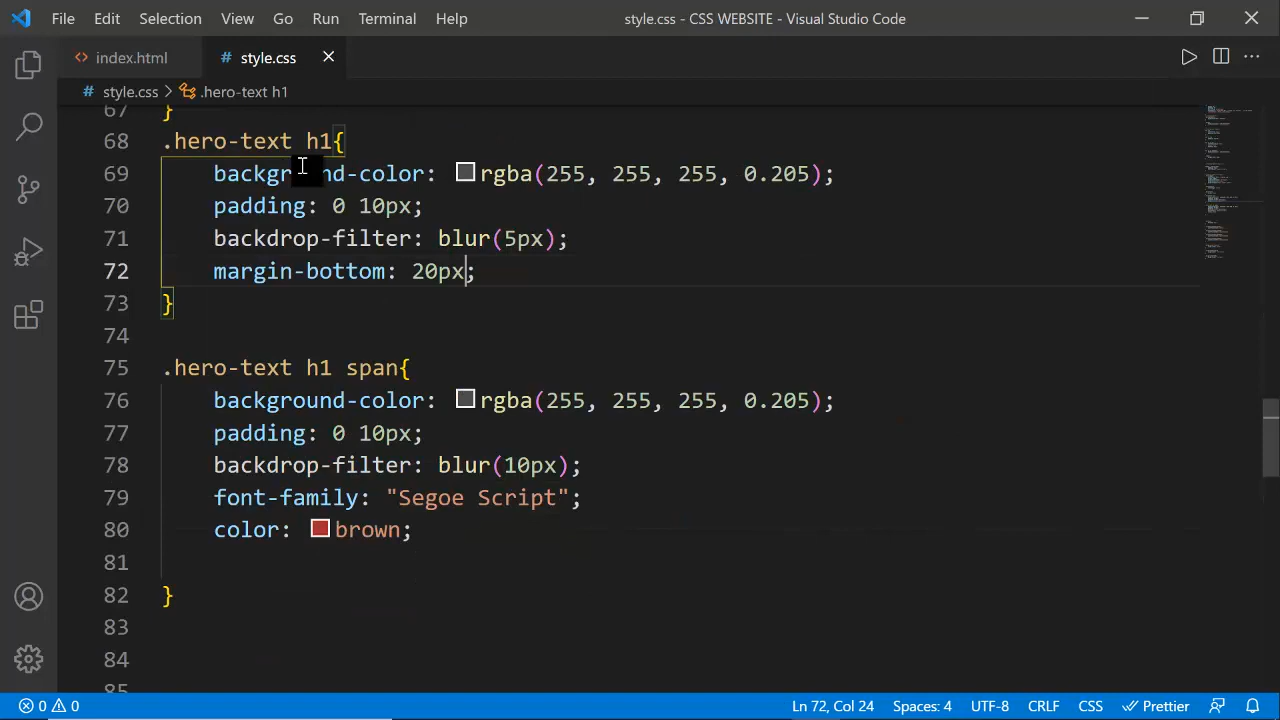 File Edit Selection View Go Run Terminal Help style.css - CSS WEBSITE - Visual Studio Code
index.html # style.css
# style.css > .hero-text h1
67 }
68 .hero-text h1{
69 background-color: rgba(255, 255, 255, 0.205);
70 padding: 0 10px;
71 backdrop-filter: blur(5px);
72 margin-bottom: 20px;
73 }
74
75 .hero-text h1 span{
76 background-color: rgba(255, 255, 255, 0.205);
77 padding: 0 10px;
78 backdrop-filter: blur(10px);
79 font-family: "Segoe Script";
80 color: brown;
81
82 }
83
84
85
0 0 Ln 72, Col 24 Spaces: 4 UTF-8 CRLF CSS Prettier